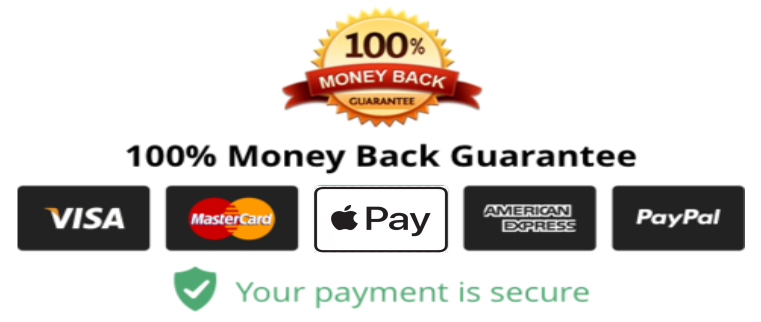 100%
MONEY BACK
GUARANTEE
100% Money Back Guarantee
VISA MasterCard Pay AMERICAN EXPRESS PayPal
Your payment is secure